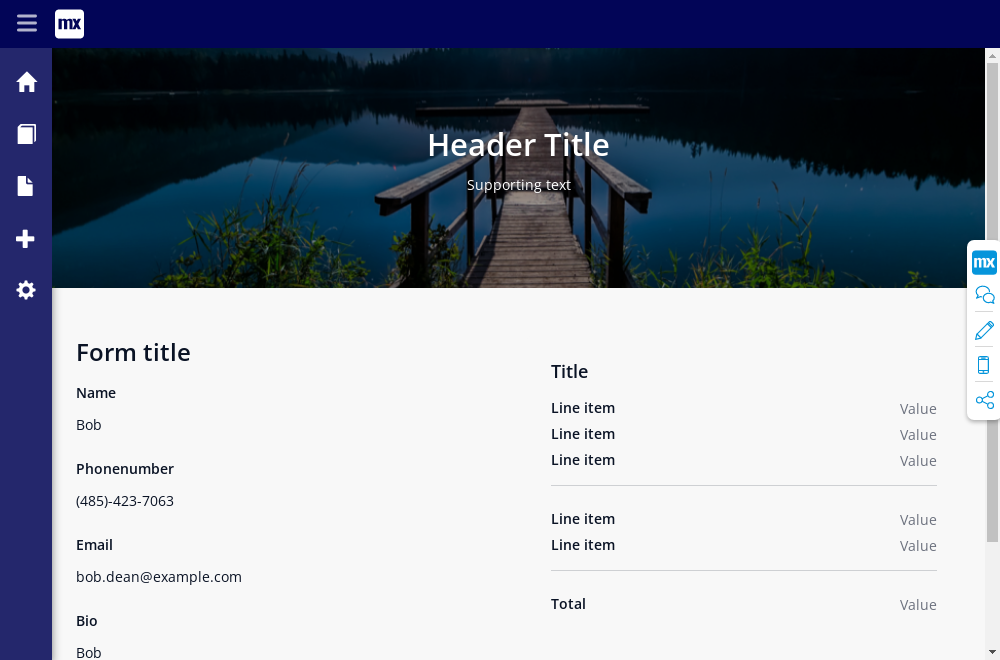 mx
Header Title
Supporting text
mx
Form title
Name
Bob
Phonenumber
(485)-423-7063
Email
bob.dean@example.com
Bio
Bob
Title
Line item Value
Line item Value
Line item Value
Line item Value
Line item Value
Total Value